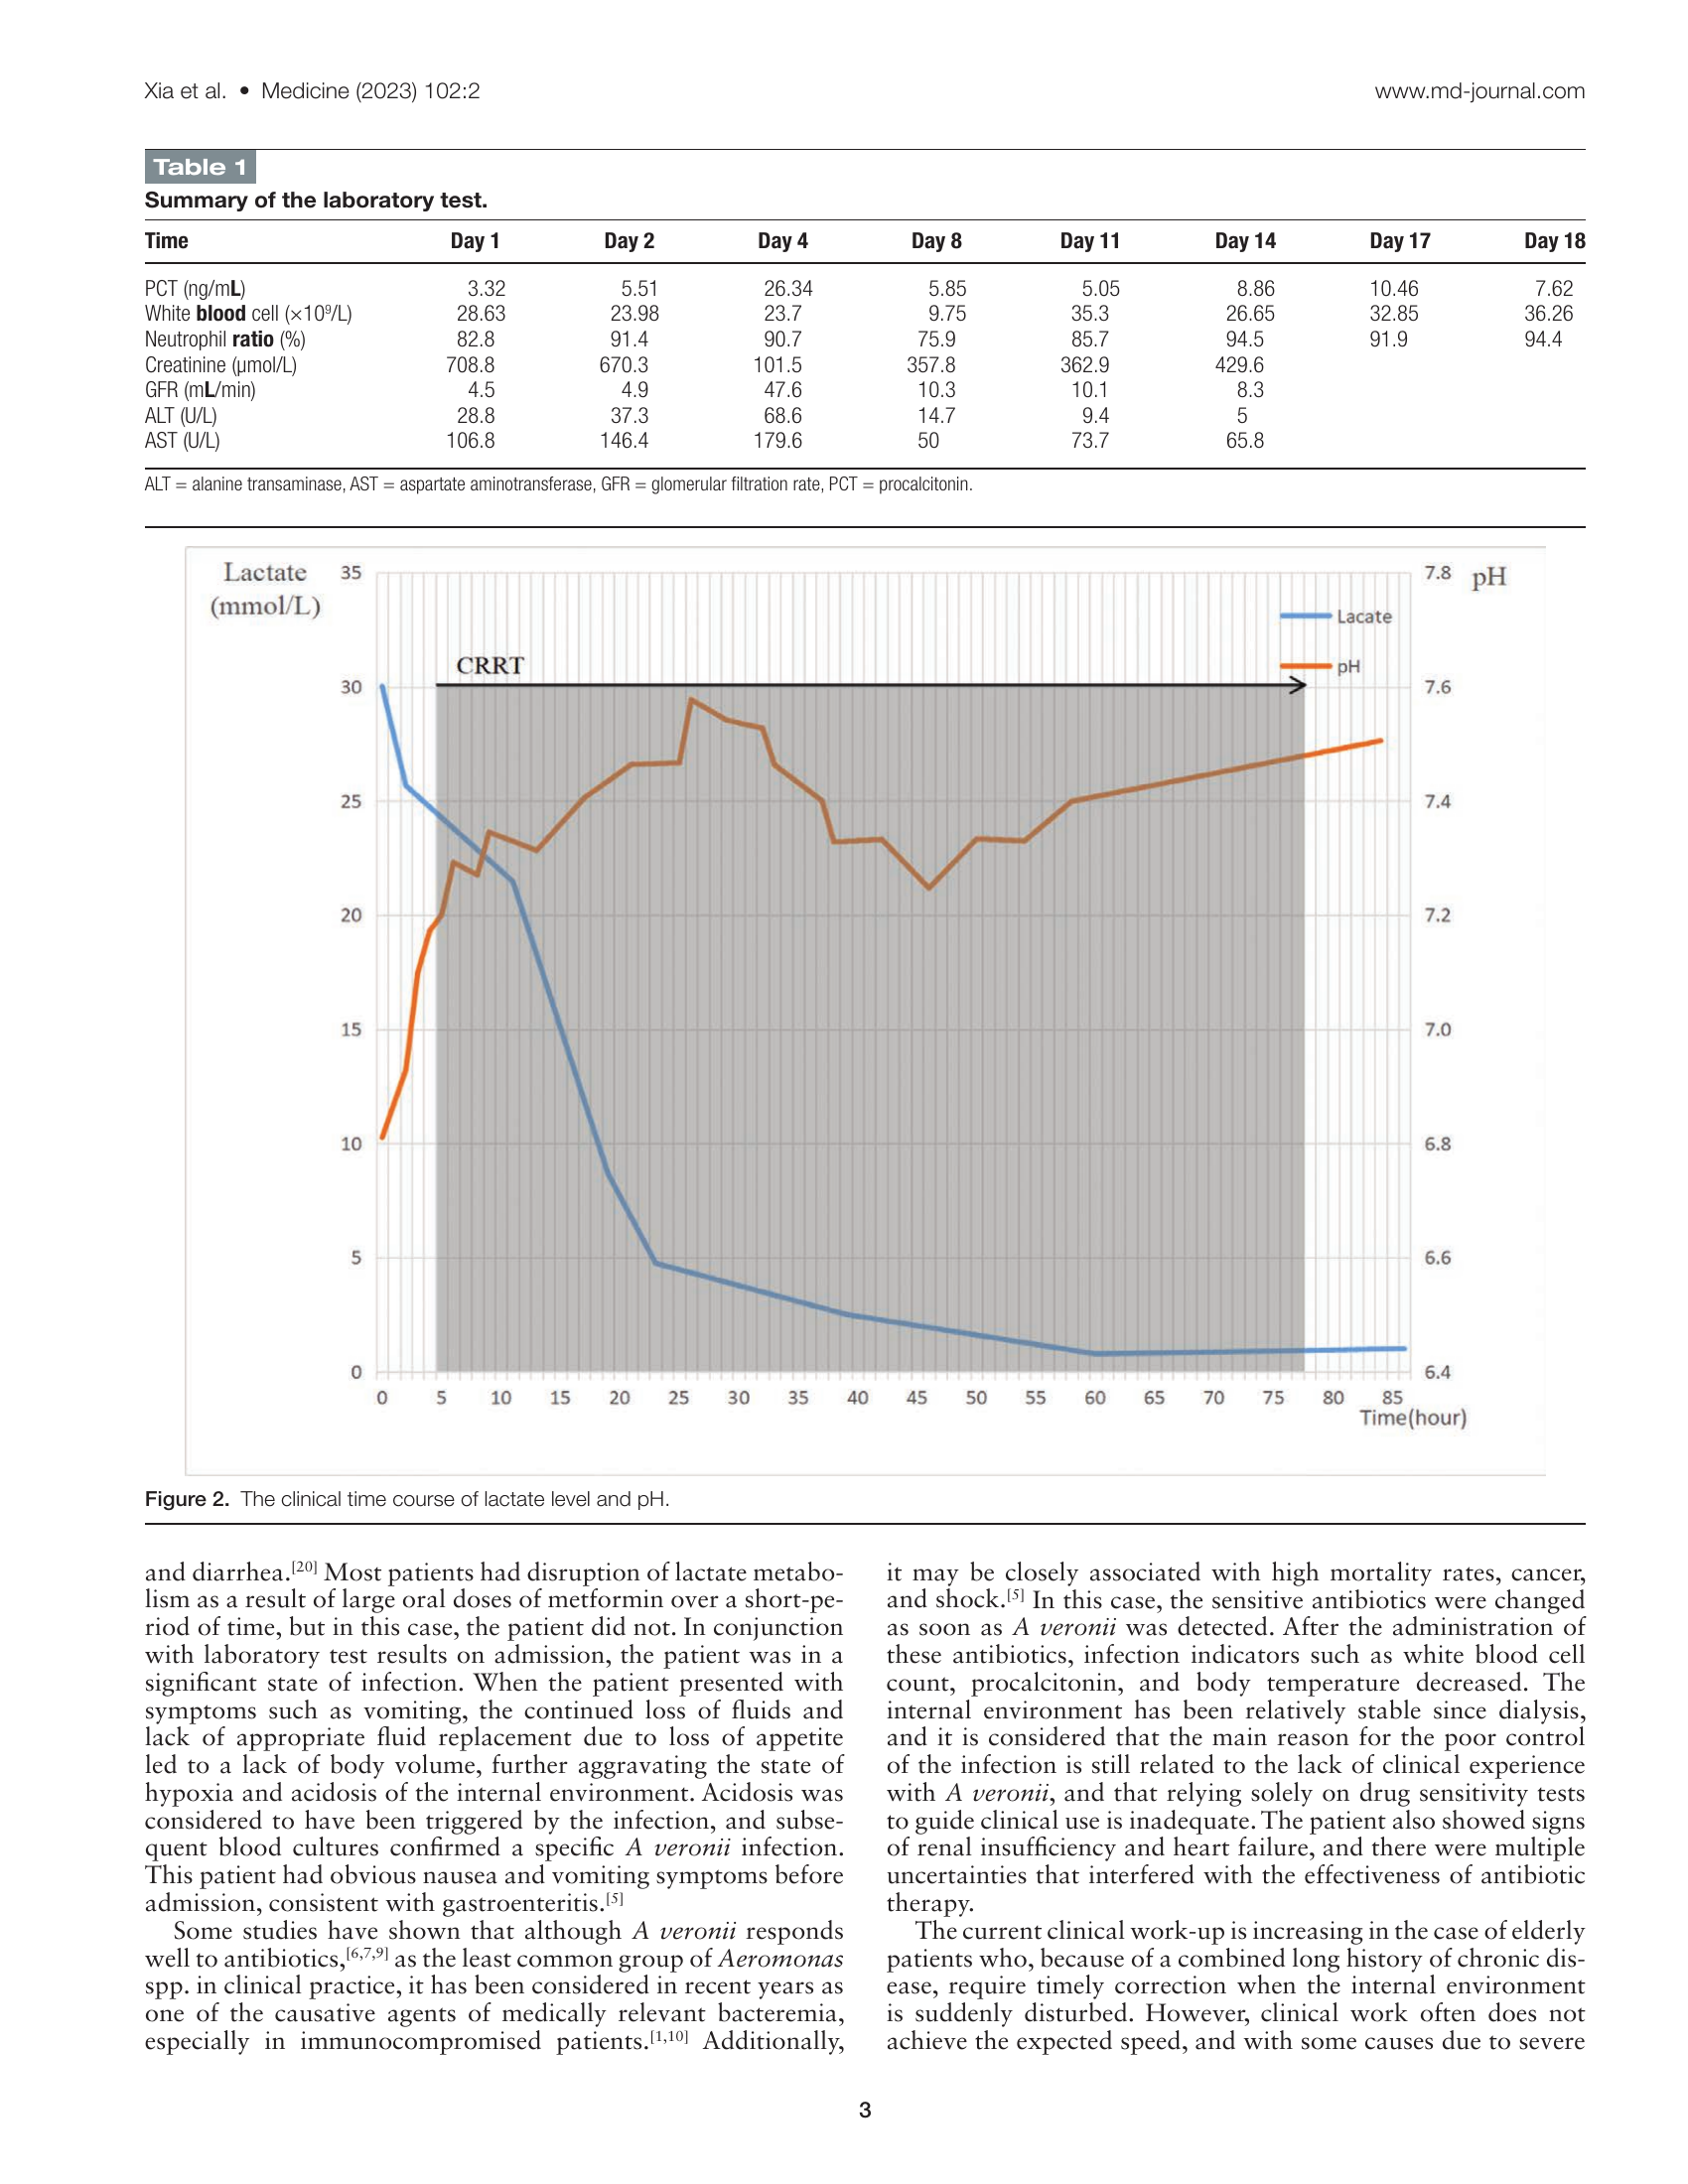 Xia et al. • Medicine (2023) 102:2
www.md-journal.com
Table 1
Summary of the laboratory test.
Time Day 1 Day 2 Day 4 Day 8 Day 11 Day 14 Day 17 Day 18
PCT (ng/mL) 3.32 5.51 26.34 5.85 5.05 8.86 10.46 7.62
White blood cell (×10⁹/L) 28.63 23.98 23.7 9.75 35.3 26.65 32.85 36.26
Neutrophil ratio (%) 82.8 91.4 90.7 75.9 85.7 94.5 91.9 94.4
Creatinine (μmol/L) 708.8 670.3 101.5 357.8 362.9 429.6
GFR (mL/min) 4.5 4.9 47.6 10.3 10.1 8.3
ALT (U/L) 28.8 37.3 68.6 14.7 9.4 5
AST (U/L) 106.8 146.4 179.6 50 73.7 65.8
ALT = alanine transaminase, AST = aspartate aminotransferase, GFR = glomerular filtration rate, PCT = procalcitonin.
Lactate
(mmol/L)
35
30
25
20
15
10
5
0
CRRT
Lacate
pH
pH
7.8
7.6
7.4
7.2
7.0
6.8
6.6
6.4
0 5 10 15 20 25 30 35 40 45 50 55 60 65 70 75 80 85
Time(hour)
Figure 2. The clinical time course of lactate level and pH.
and diarrhea.[20] Most patients had disruption of lactate metabo-
lism as a result of large oral doses of metformin over a short-pe-
riod of time, but in this case, the patient did not. In conjunction
with laboratory test results on admission, the patient was in a
significant state of infection. When the patient presented with
symptoms such as vomiting, the continued loss of fluids and
lack of appropriate fluid replacement due to loss of appetite
led to a lack of body volume, further aggravating the state of
hypoxia and acidosis of the internal environment. Acidosis was
considered to have been triggered by the infection, and subse-
quent blood cultures confirmed a specific A veronii infection.
This patient had obvious nausea and vomiting symptoms before
admission, consistent with gastroenteritis.[5]
Some studies have shown that although A veronii responds
well to antibiotics,[6,7,9] as the least common group of Aeromonas
spp. in clinical practice, it has been considered in recent years as
one of the causative agents of medically relevant bacteremia,
especially in immunocompromised patients.[1,10] Additionally,
it may be closely associated with high mortality rates, cancer,
and shock.[5] In this case, the sensitive antibiotics were changed
as soon as A veronii was detected. After the administration of
these antibiotics, infection indicators such as white blood cell
count, procalcitonin, and body temperature decreased. The
internal environment has been relatively stable since dialysis,
and it is considered that the main reason for the poor control
of the infection is still related to the lack of clinical experience
with A veronii, and that relying solely on drug sensitivity tests
to guide clinical use is inadequate. The patient also showed signs
of renal insufficiency and heart failure, and there were multiple
uncertainties that interfered with the effectiveness of antibiotic
therapy.
The current clinical work-up is increasing in the case of elderly
patients who, because of a combined long history of chronic dis-
ease, require timely correction when the internal environment
is suddenly disturbed. However, clinical work often does not
achieve the expected speed, and with some causes due to severe
3